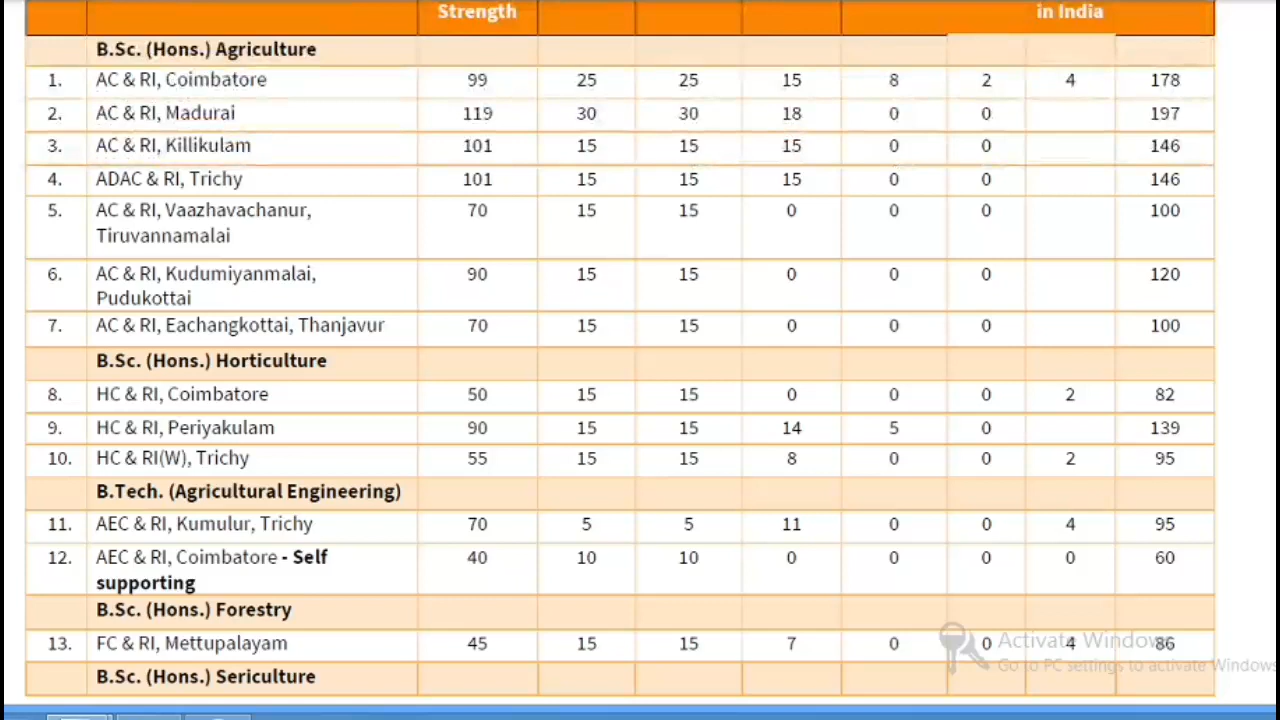 Strength in India
B.Sc. (Hons.) Agriculture
1. AC & RI, Coimbatore 99 25 25 15 8 2 4 178
2. AC & RI, Madurai 119 30 30 18 0 0 197
3. AC & RI, Killikulam 101 15 15 15 0 0 146
4. ADAC & RI, Trichy 101 15 15 15 0 0 146
5. AC & RI, Vaazhavachanur, 70 15 15 0 0 0 100
Tiruvannamalai
6. AC & RI, Kudumiyanmalai, 90 15 15 0 0 0 120
Pudukottai
7. AC & RI, Eachangkottai, Thanjavur 70 15 15 0 0 0 100
B.Sc. (Hons.) Horticulture
8. HC & RI, Coimbatore 50 15 15 0 0 0 2 82
9. HC & RI, Periyakulam 90 15 15 14 5 0 139
10. HC & RI(W), Trichy 55 15 15 8 0 0 2 95
B.Tech. (Agricultural Engineering)
11. AEC & RI, Kumulur, Trichy 70 5 5 11 0 0 4 95
12. AEC & RI, Coimbatore - Self 40 10 10 0 0 0 0 60
supporting
B.Sc. (Hons.) Forestry
13. FC & RI, Mettupalayam 45 15 15 7 0 0 4 86
Activate Windows
Go to PC settings to activate Windows
B.Sc. (Hons.) Sericulture